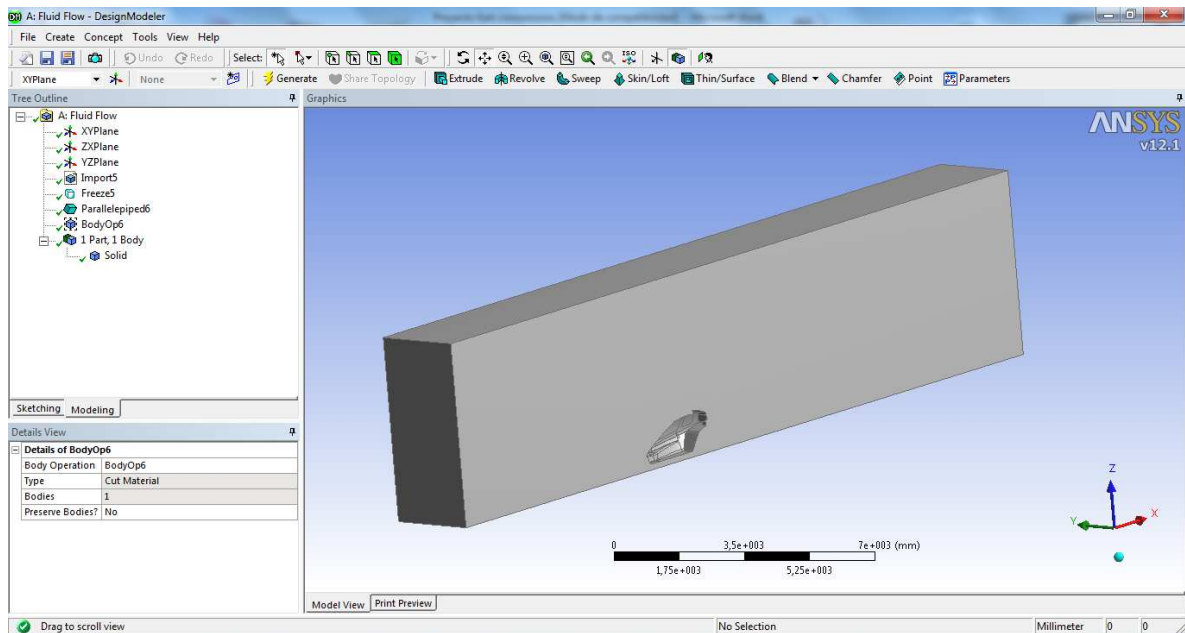 A: Fluid Flow - DesignModeler
File Create Concept Tools View Help
Undo Redo Select: ISO
XYPlane None Generate Share Topology Extrude Revolve Sweep Skin/Loft Thin/Surface Blend Chamfer Point Parameters
Tree Outline
A: Fluid Flow
XYPlane
ZXPlane
YZPlane
Import5
Freeze5
Parallelepiped6
BodyOp6
1 Part, 1 Body
Solid
Sketching Modeling
Details View
Details of BodyOp6
Body Operation BodyOp6
Type Cut Material
Bodies 1
Preserve Bodies? No
Graphics
ANSYS
v12.1
Z
Y
X
0 3,5e+003 7e+003 (mm)
1,75e+003 5,25e+003
Model View Print Preview
Drag to scroll view No Selection Millimeter 0 0